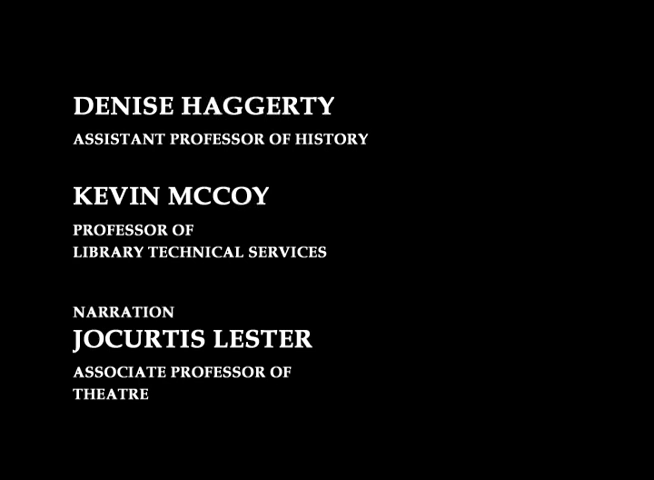 DENISE HAGGERTY
ASSISTANT PROFESSOR OF HISTORY
KEVIN MCCOY
PROFESSOR OF
LIBRARY TECHNICAL SERVICES
NARRATION
JOCURTIS LESTER
ASSOCIATE PROFESSOR OF
THEATRE